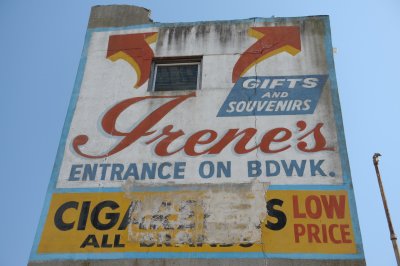 GIFTS
AND
SOUVENIRS
Irene's
ENTRANCE ON BDWK.
LOW
PRICE
ALL